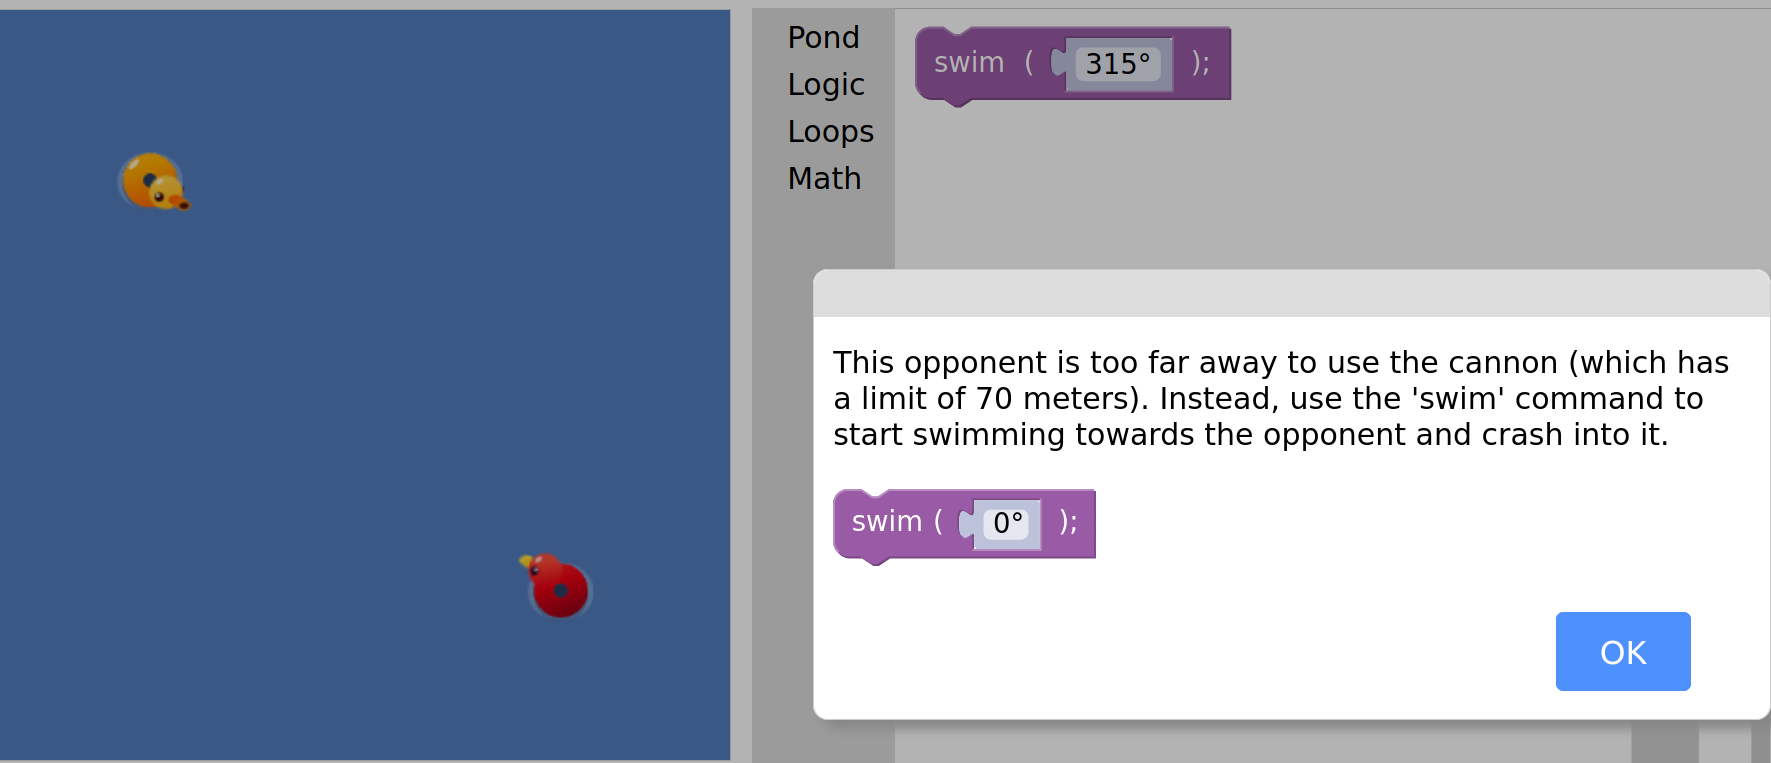 Pond
Logic
Loops
Math
swim ( 315° );
This opponent is too far away to use the cannon (which has
a limit of 70 meters). Instead, use the 'swim' command to
start swimming towards the opponent and crash into it.
swim ( 0° );
OK